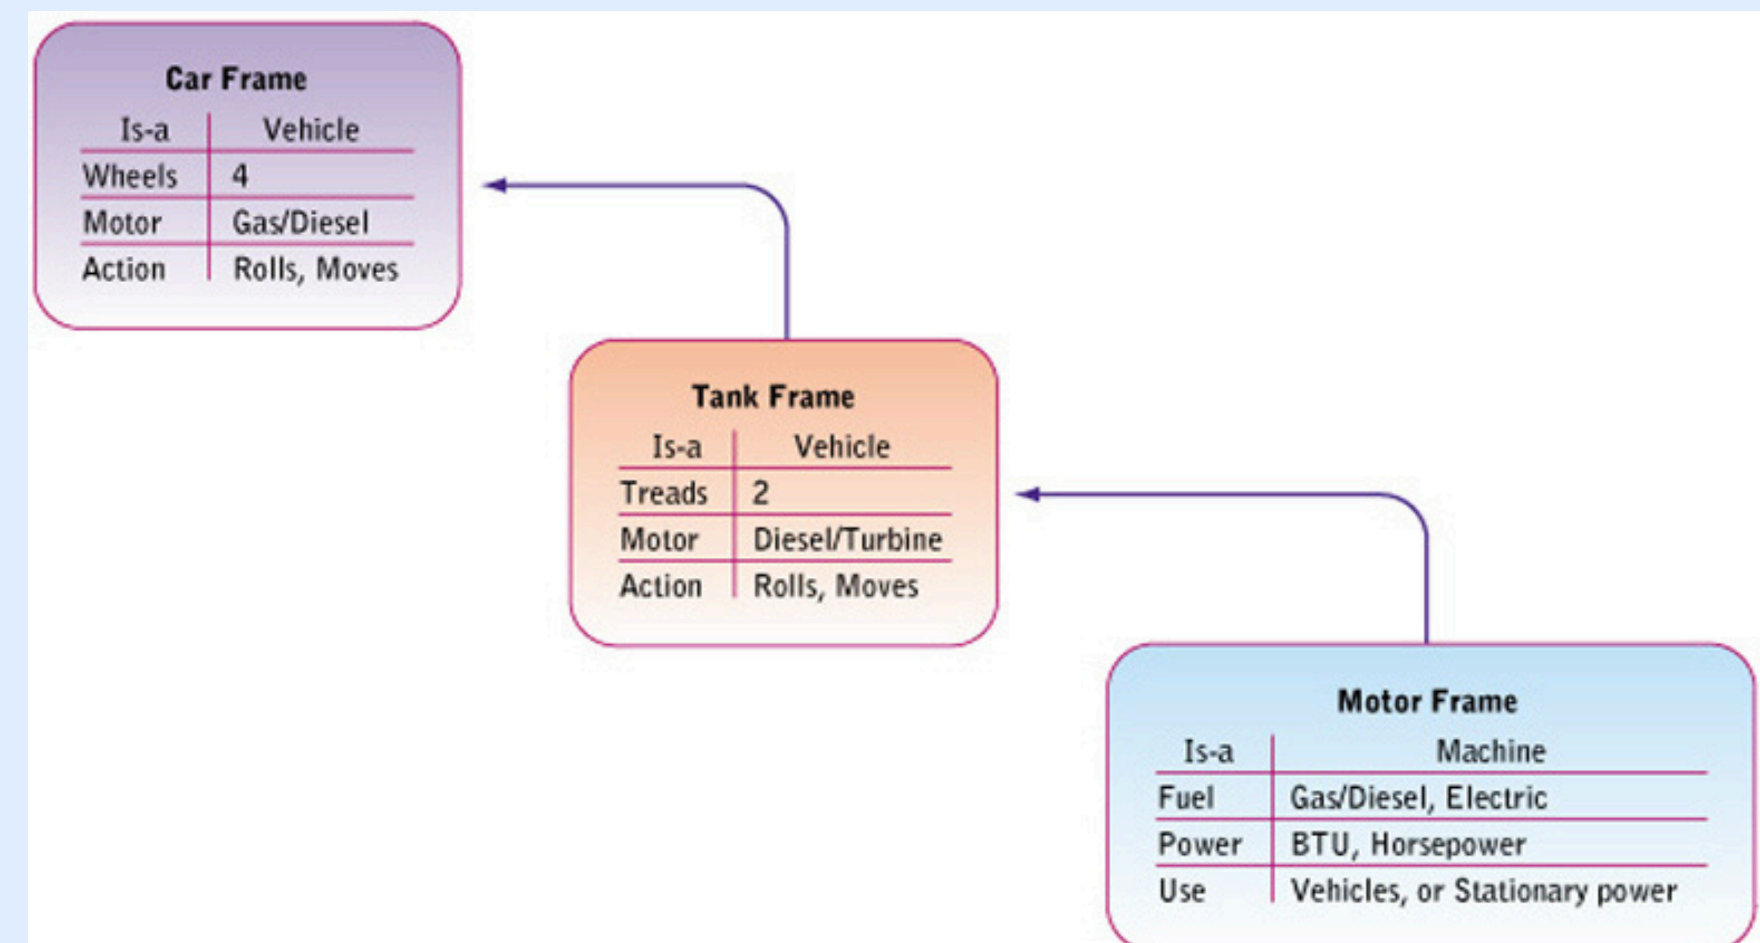 Car Frame
Is-a Vehicle
Wheels 4
Motor Gas/Diesel
Action Rolls, Moves
Tank Frame
Is-a Vehicle
Treads 2
Motor Diesel/Turbine
Action Rolls, Moves
Motor Frame
Is-a Machine
Fuel Gas/Diesel, Electric
Power BTU, Horsepower
Use Vehicles, or Stationary power